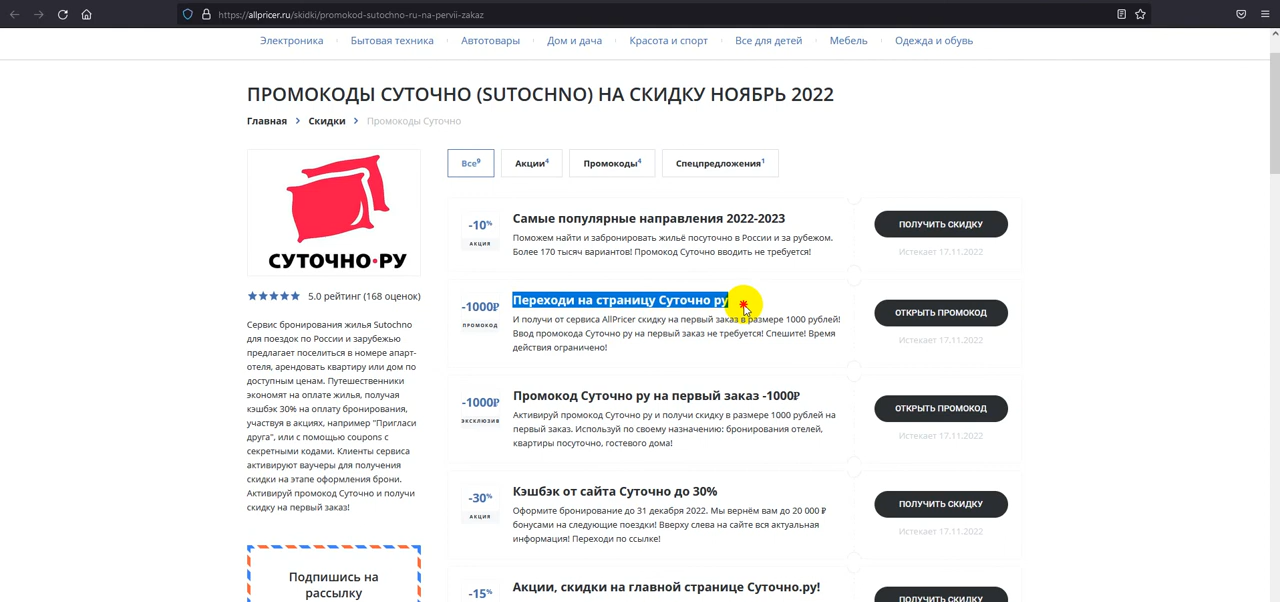 https://allpricer.ru/skidki/promokod-sutochno-ru-na-pervii-zakaz
Электроника
Бытовая техника
Автотовары
Дом и дача
Красота и спорт
Все для детей
Мебель
Одежда и обувь
ПРОМОКОДЫ СУТОЧНО (SUTOCHNO) НА СКИДКУ НОЯБРЬ 2022
Главная > Скидки > Промокоды Суточно
СУТОЧНО•РУ
5.0 рейтинг (168 оценок)
Сервис бронирования жилья Sutochno
для поездок по России и зарубежью
предлагает поселиться в номере апарт-
отеля, арендовать квартиру или дом по
доступным ценам. Путешественники
экономят на оплате жилья, получая
кэшбэк 30% на оплату бронирования,
участвуя в акциях, например "Пригласи
друга", или с помощью coupons с
секретными кодами. Клиенты сервиса
активируют ваучеры для получения
скидки на этапе оформления брони.
Активируй промокод Суточно и получи
скидку на первый заказ!
Подпишись на
рассылку
Все9
Акции4
Промокоды4
Спецпредложения1
-10%
АКЦИЯ
Самые популярные направления 2022-2023
Поможем найти и забронировать жильё посуточно в России и за рубежом.
Более 170 тысяч вариантов! Промокод Суточно вводить не требуется!
ПОЛУЧИТЬ СКИДКУ
Истекает 17.11.2022
-1000₽
ПРОМОКОД
Переходи на страницу Суточно ру
И получи от сервиса AllPricer скидку на первый заказ в размере 1000 рублей!
Ввод промокода Суточно ру на первый заказ не требуется! Спешите! Время
действия ограничено!
ОТКРЫТЬ ПРОМОКОД
Истекает 17.11.2022
-1000₽
ЭКСКЛЮЗИВ
Промокод Суточно ру на первый заказ -1000₽
Активируй промокод Суточно ру и получи скидку в размере 1000 рублей на
первый заказ. Используй по своему назначению: бронирования отелей,
квартиры посуточно, гостевого дома!
ОТКРЫТЬ ПРОМОКОД
Истекает 17.11.2022
-30%
АКЦИЯ
Кэшбэк от сайта Суточно до 30%
Оформите бронирование до 31 декабря 2022. Мы вернём вам до 20 000 ₽
бонусами на следующие поездки! Вверху слева на сайте вся актуальная
информация! Переходи по ссылке!
ПОЛУЧИТЬ СКИДКУ
Истекает 17.11.2022
-15%
Акции, скидки на главной странице Суточно.ру!
ПОЛУЧИТЬ СКИДКУ